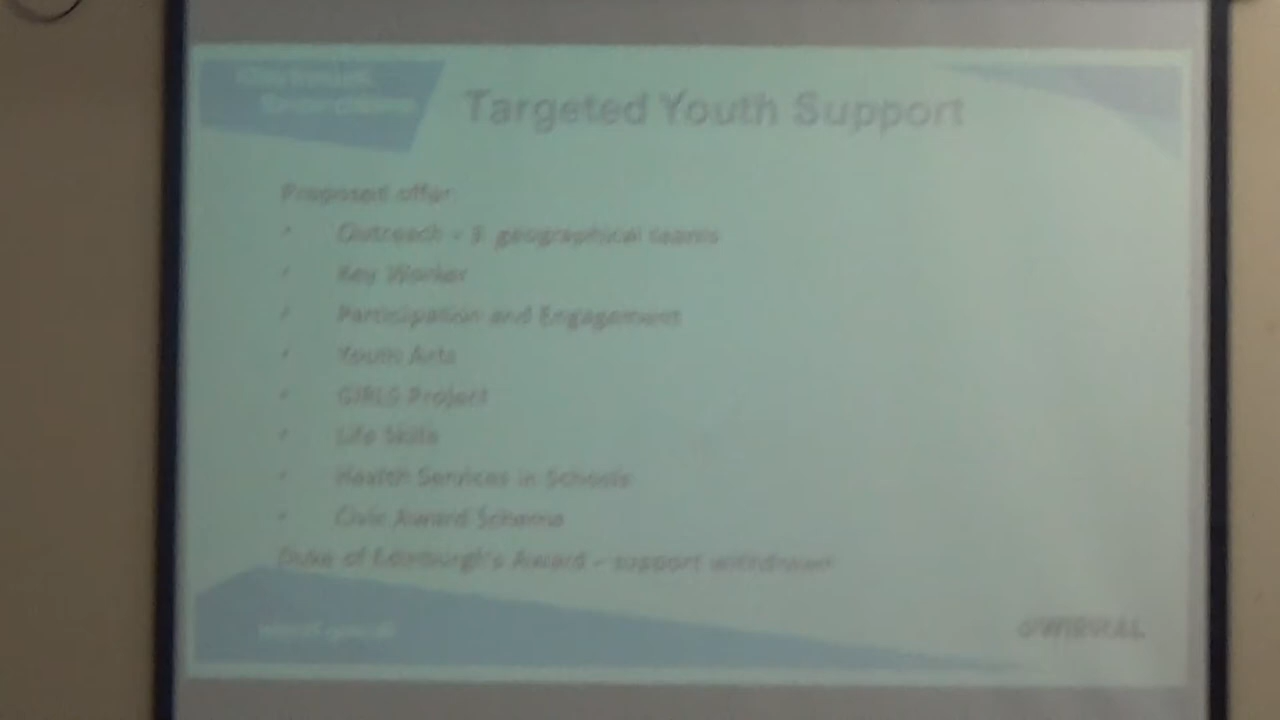 Targeted Youth Support
Proposed offer:
• Outreach – 3 geographical teams
• Key Worker
• Participation and Engagement
• Youth Arts
• GIRLS Project
• Life Skills
• Health Services in Schools
• Civic Award Scheme
Duke of Edinburgh's Award – support withdrawn
WIRRAL